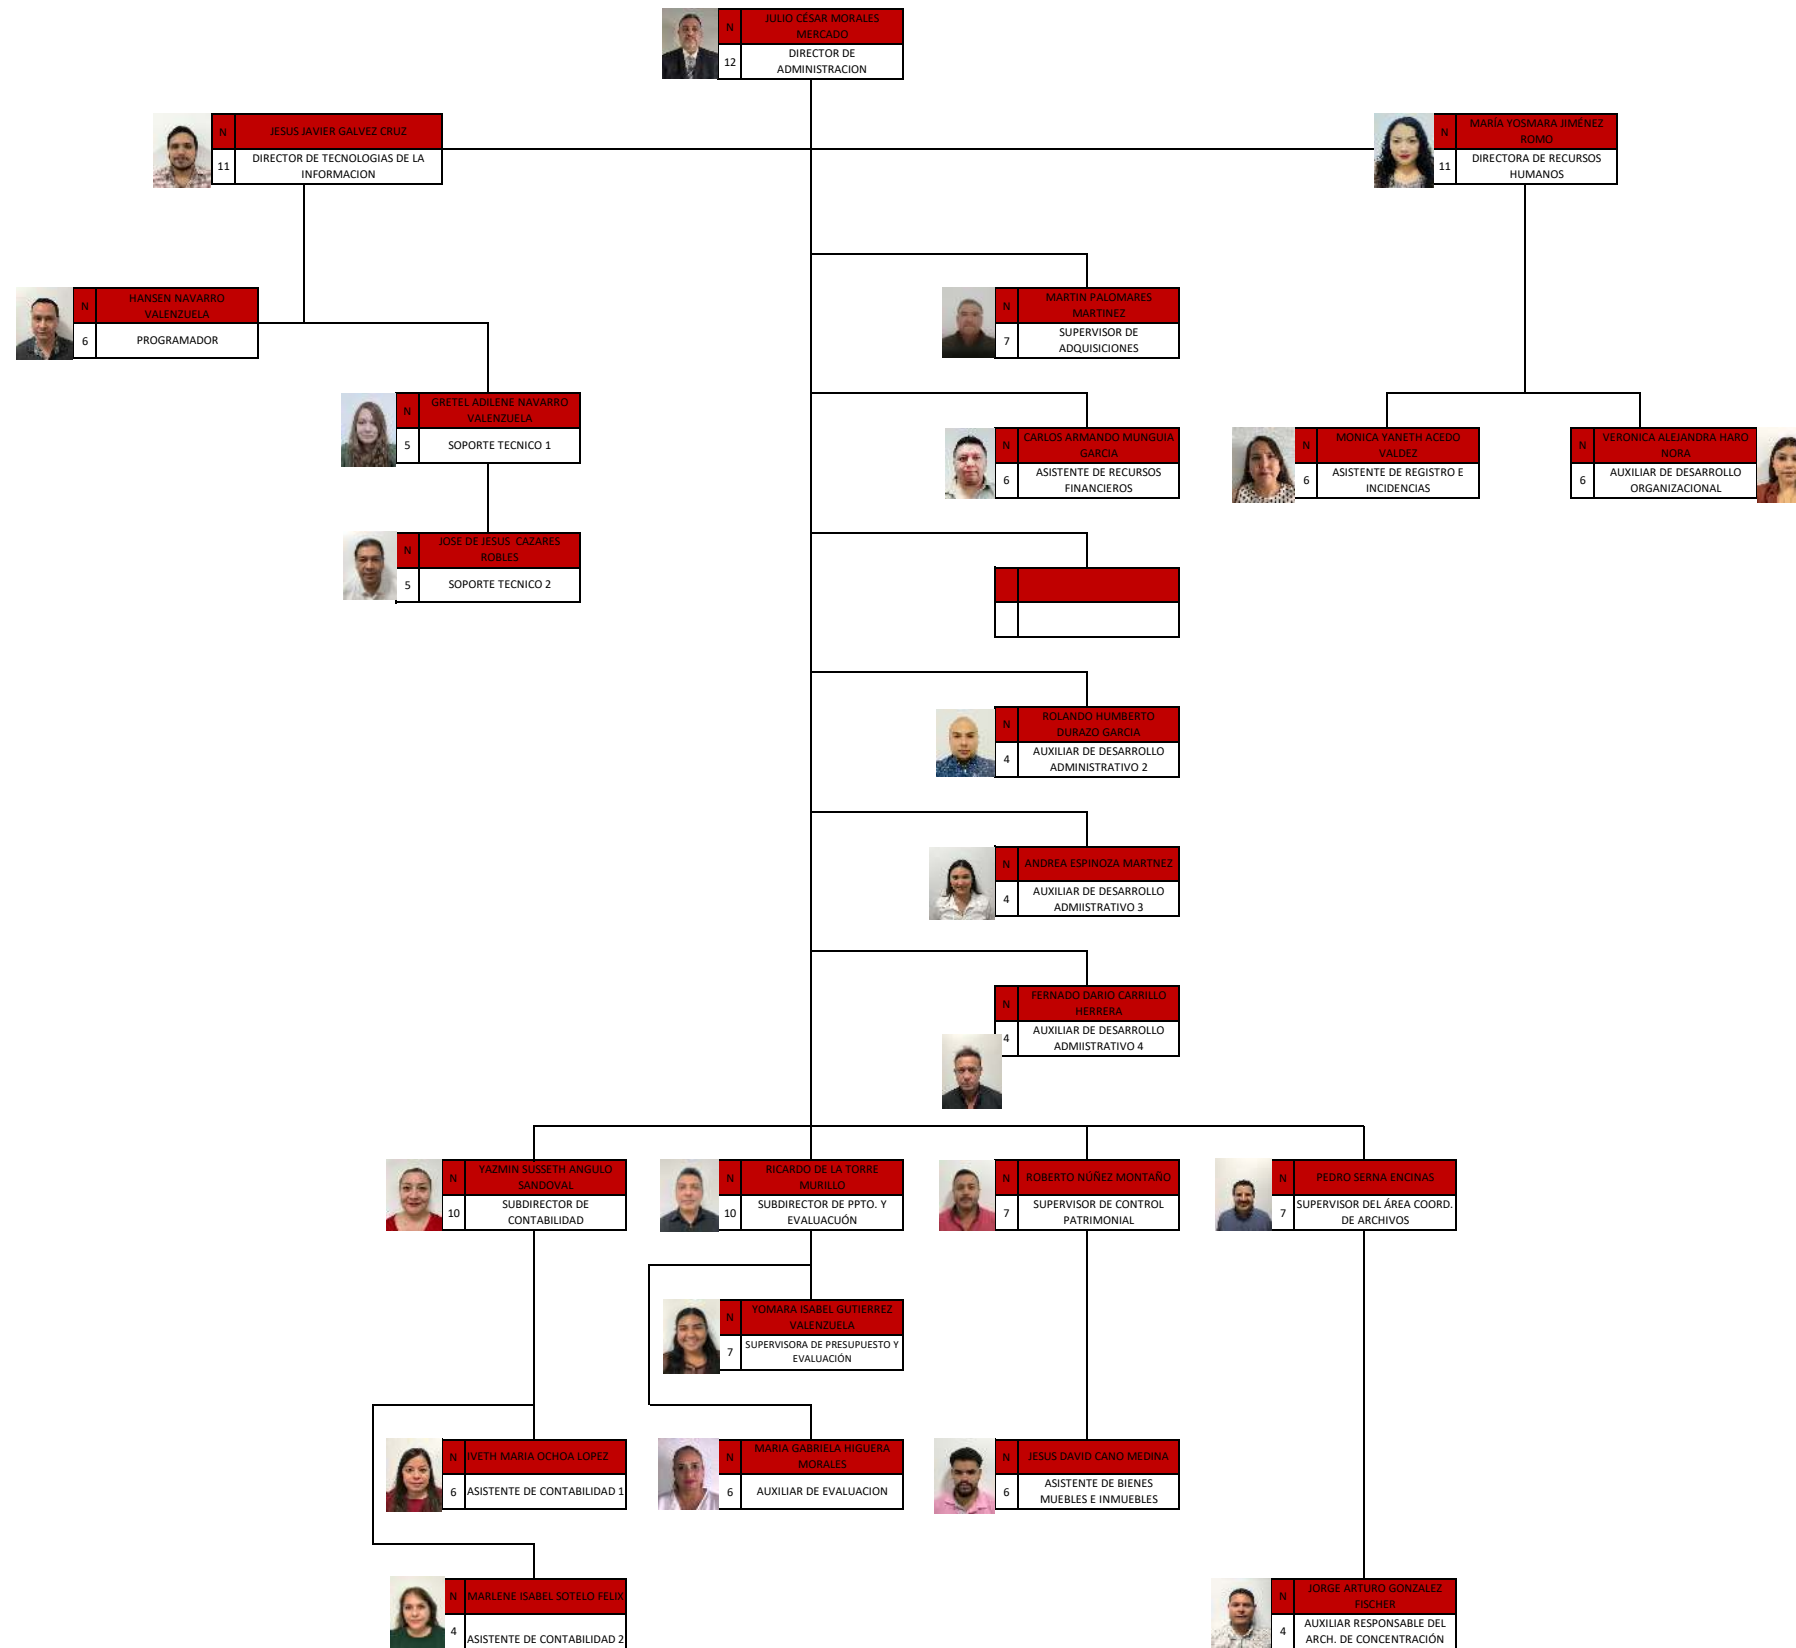 N JULIO CÉSAR MORALES
MERCADO
12 DIRECTOR DE
ADMINISTRACION
N JESUS JAVIER GALVEZ CRUZ
11 DIRECTOR DE TECNOLOGIAS DE LA
INFORMACION
N MARÍA YOSMARA JIMÉNEZ
ROMO
11 DIRECTORA DE RECURSOS
HUMANOS
N HANSEN NAVARRO
VALENZUELA
6 PROGRAMADOR
N MARTIN PALOMARES
MARTINEZ
7 SUPERVISOR DE
ADQUISICIONES
N GRETEL ADILENE NAVARRO
VALENZUELA
5 SOPORTE TECNICO 1
N CARLOS ARMANDO MUNGUIA
GARCIA
6 ASISTENTE DE RECURSOS
FINANCIEROS
N MONICA YANETH ACEDO
VALDEZ
6 ASISTENTE DE REGISTRO E
INCIDENCIAS
N VERONICA ALEJANDRA HARO
NORA
6 AUXILIAR DE DESARROLLO
ORGANIZACIONAL
N JOSE DE JESUS CAZARES
ROBLES
5 SOPORTE TECNICO 2
N ROLANDO HUMBERTO
DURAZO GARCIA
4 AUXILIAR DE DESARROLLO
ADMINISTRATIVO 2
N ANDREA ESPINOZA MARTNEZ
4 AUXILIAR DE DESARROLLO
ADMIISTRATIVO 3
N FERNADO DARIO CARRILLO
HERRERA
4 AUXILIAR DE DESARROLLO
ADMIISTRATIVO 4
N YAZMIN SUSSETH ANGULO
SANDOVAL
10 SUBDIRECTOR DE
CONTABILIDAD
N RICARDO DE LA TORRE
MURILLO
10 SUBDIRECTOR DE PPTO. Y
EVALUACUÓN
N ROBERTO NÚÑEZ MONTAÑO
7 SUPERVISOR DE CONTROL
PATRIMONIAL
N PEDRO SERNA ENCINAS
7 SUPERVISOR DEL ÁREA COORD.
DE ARCHIVOS
N YOMARA ISABEL GUTIERREZ
VALENZUELA
7 SUPERVISORA DE PRESUPUESTO Y
EVALUACIÓN
N IVETH MARIA OCHOA LOPEZ
6 ASISTENTE DE CONTABILIDAD 1
N MARIA GABRIELA HIGUERA
MORALES
6 AUXILIAR DE EVALUACION
N JESUS DAVID CANO MEDINA
6 ASISTENTE DE BIENES
MUEBLES E INMUEBLES
N MARLENE ISABEL SOTELO FELIX
4 ASISTENTE DE CONTABILIDAD 2
N JORGE ARTURO GONZALEZ
FISCHER
4 AUXILIAR RESPONSABLE DEL
ARCH. DE CONCENTRACIÓN